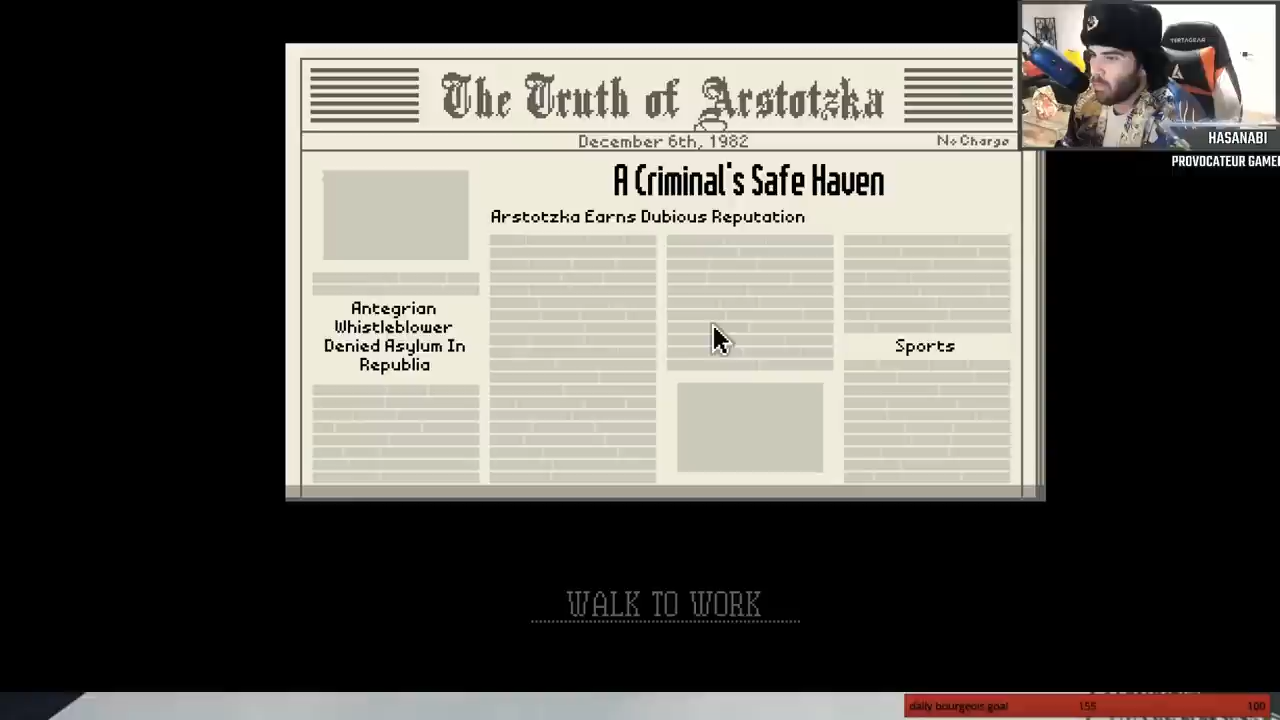 The Truth of Arstotzka
December 6th, 1982
No Charge
A Criminal's Safe Haven
Arstotzka Earns Dubious Reputation
Antegrian
Whistleblower
Denied Asylum In
Republia
Sports
WALK TO WORK
HASANABI
PROVOCATEUR GAME
daily bourgeois goal 155 100